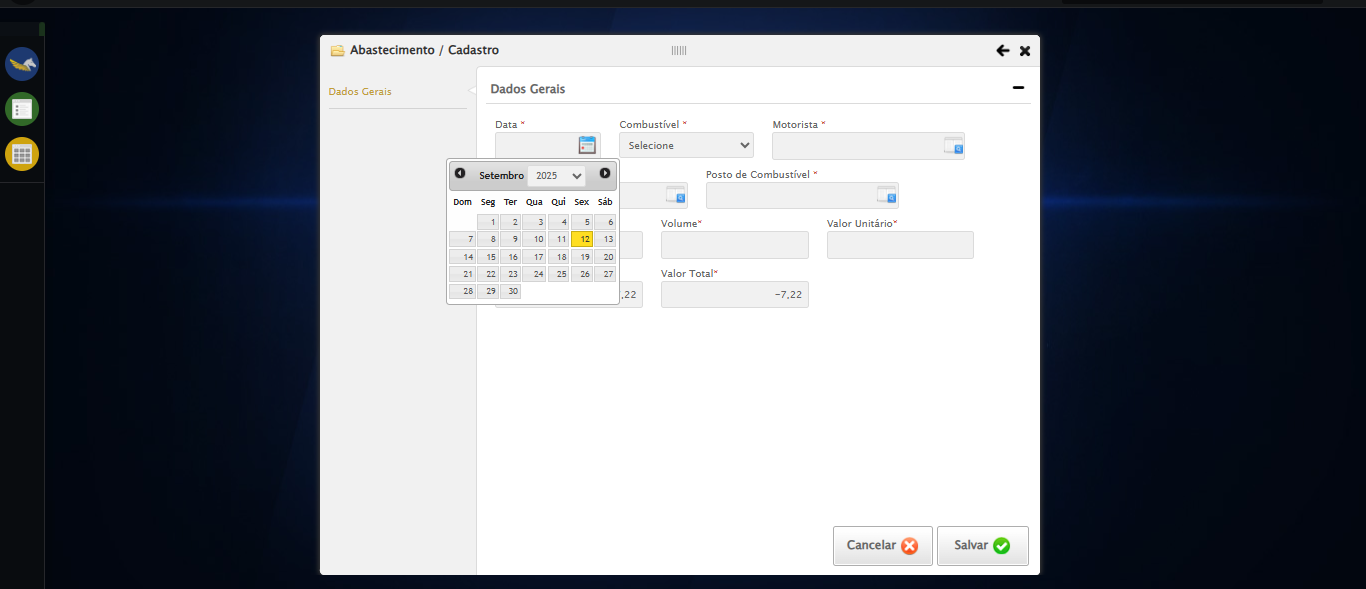 Abastecimento / Cadastro
Dados Gerais
Dados Gerais
Data * Combustível * Motorista *
Selecione
Setembro 2025
Posto de Combustível *
Dom Seg Ter Qua Qui Sex Sáb
1 2 3 4 5 6
Volume* Valor Unitário*
7 8 9 10 11 12 13
14 15 16 17 18 19 20
21 22 23 24 25 26 27
Valor Total*
28 29 30
,22 -7,22
Cancelar Salvar